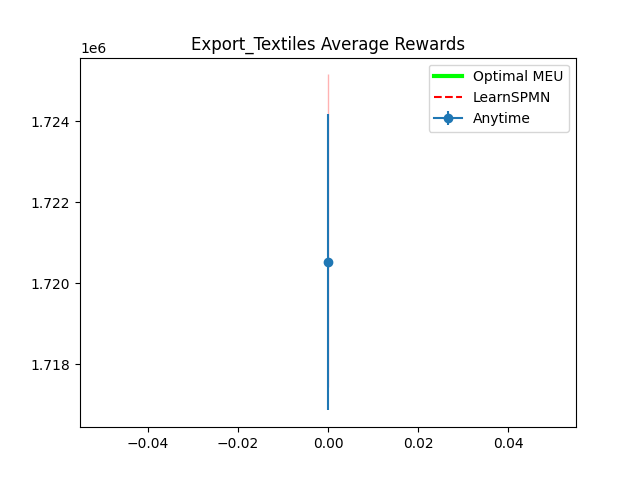 Export_Textiles Average Rewards
1e6
Optimal MEU
LearnSPMN
Anytime
1.724
1.722
1.720
1.718
−0.04
−0.02
0.00
0.02
0.04